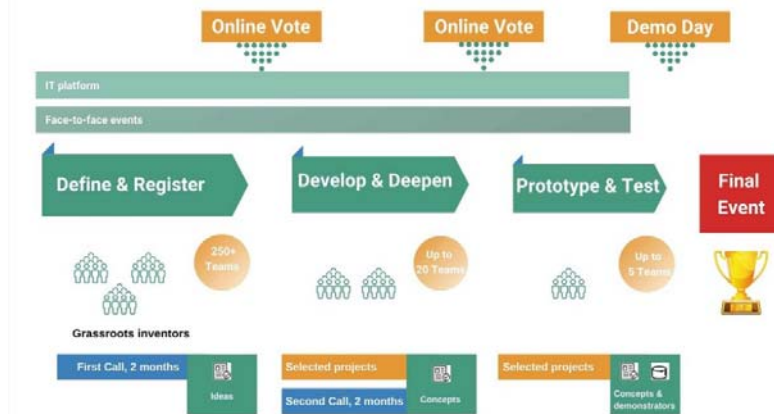 Online Vote
Online Vote
Demo Day
IT platform
Face-to-face events
Define & Register
Develop & Deepen
Prototype & Test
Final
Event
250+
Teams
Up to
20 Teams
Up to
5 Teams
Grassroots inventors
First Call, 2 months
Ideas
Selected projects
Second Call, 2 months
Concepts
Selected projects
Concepts &
demonstrators